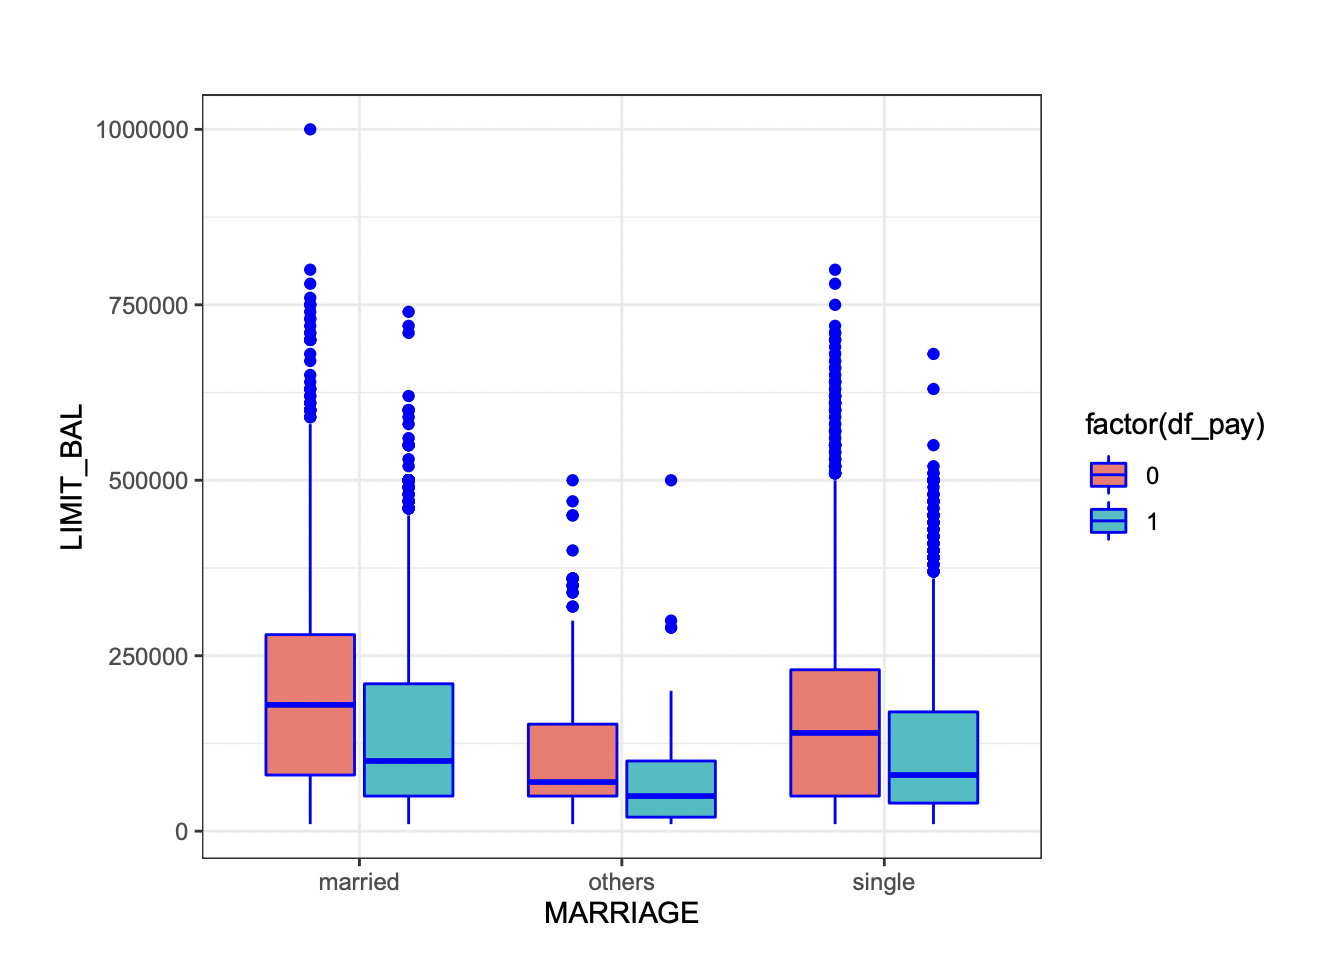 1000000
750000
500000
250000
0
LIMIT_BAL
married
others
single
MARRIAGE
factor(df_pay)
0
1